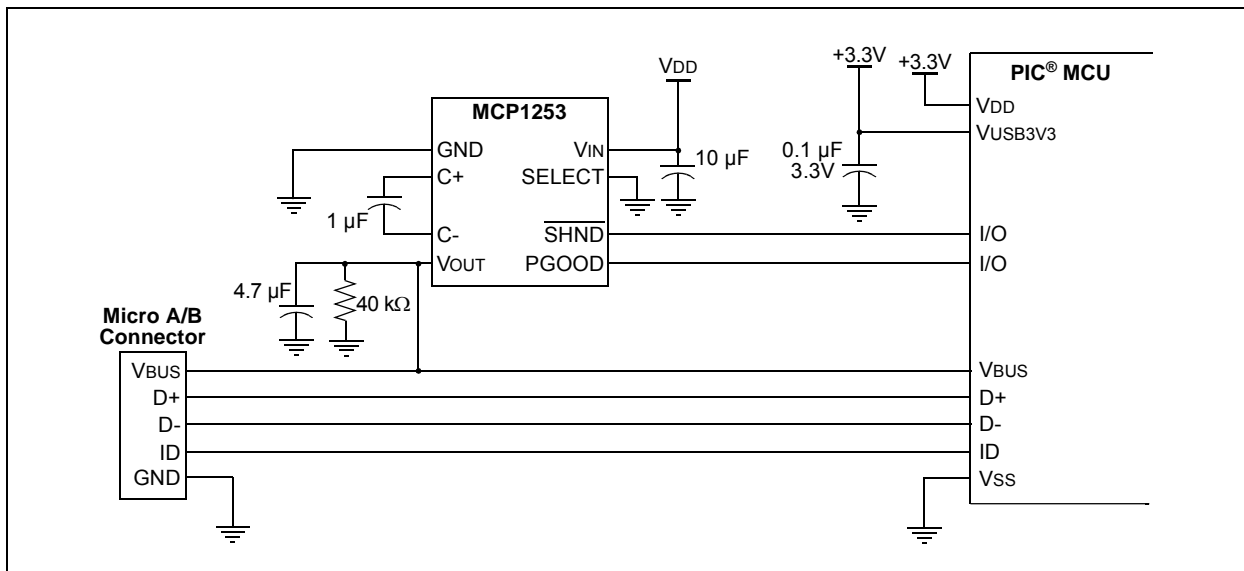 MCP1253
GND
C+
C-
VOUT
VIN
SELECT
SHND
PGOOD
1 µF
4.7 µF
40 kΩ
VDD
10 µF
+3.3V
+3.3V
0.1 µF
3.3V
PIC® MCU
VDD
VUSB3V3
I/O
I/O
VBUS
D+
D-
ID
VSS
Micro A/B
Connector
VBUS
D+
D-
ID
GND